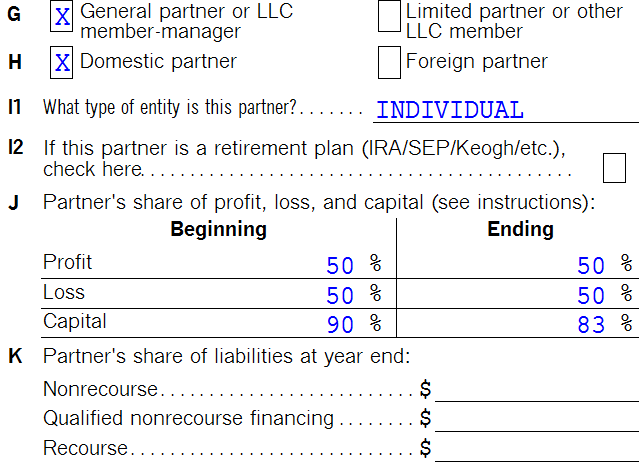 G X General partner or LLC member-manager Limited partner or other LLC member
H X Domestic partner Foreign partner
I1 What type of entity is this partner?....... INDIVIDUAL
I2 If this partner is a retirement plan (IRA/SEP/Keogh/etc.),
check here.........................................
J Partner's share of profit, loss, and capital (see instructions):
Beginning Ending
Profit 50 % 50 %
Loss 50 % 50 %
Capital 90 % 83 %
K Partner's share of liabilities at year end:
Nonrecourse.......................... $
Qualified nonrecourse financing ........ $
Recourse............................. $